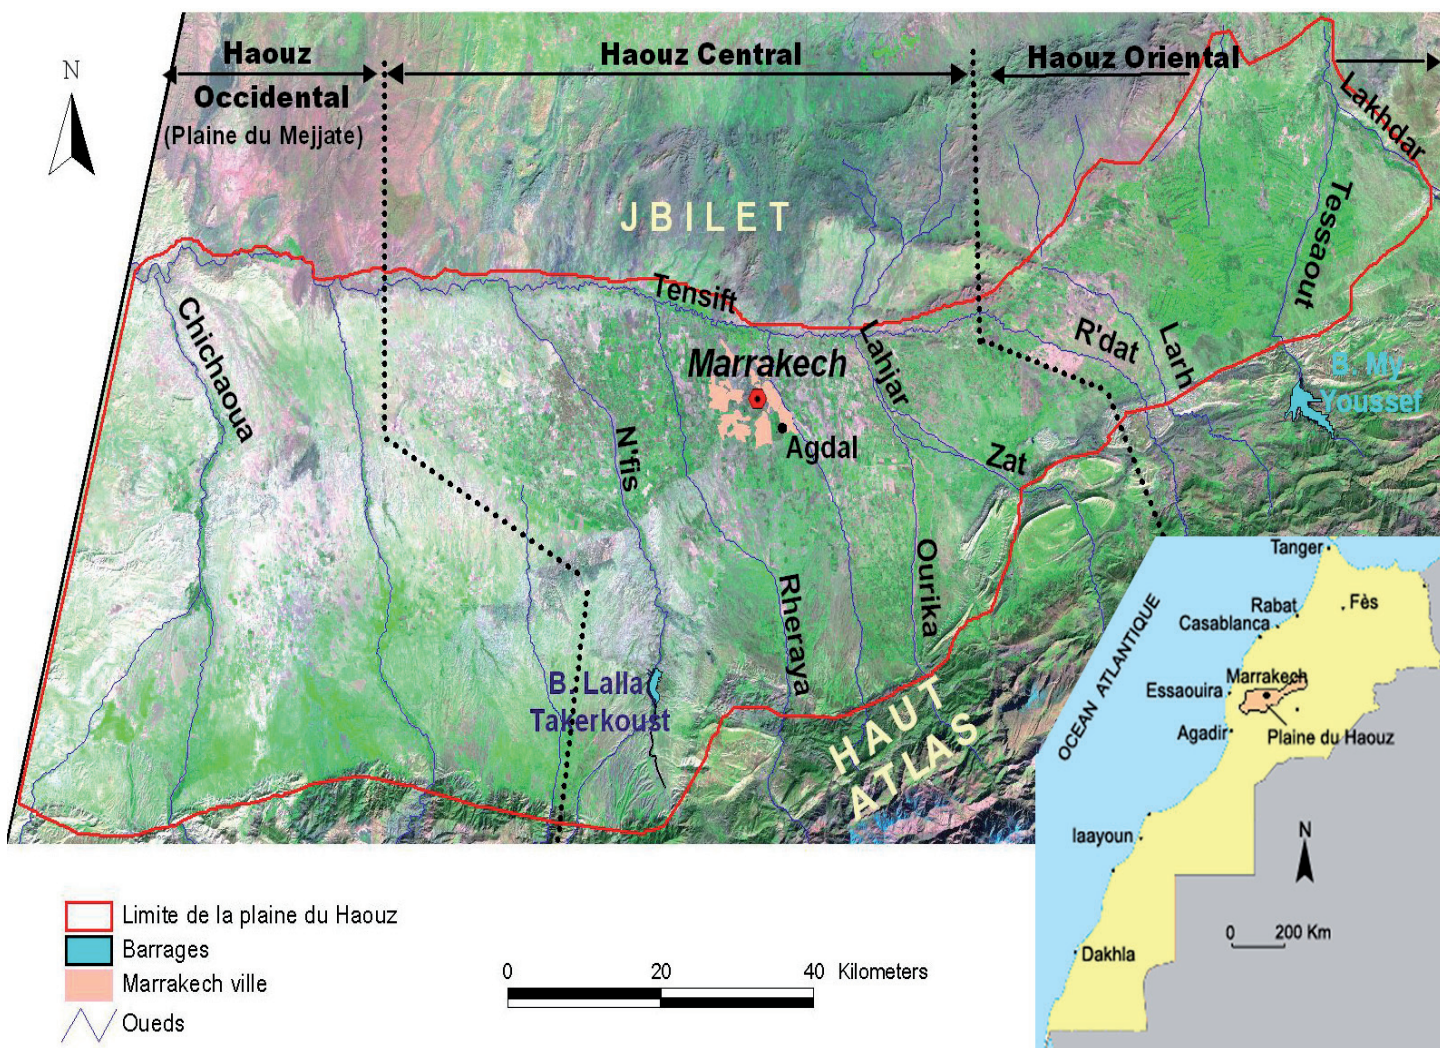 N
Haouz
Occidental
(Plaine du Mejjate)
Haouz Central
Haouz Oriental
Lakhdar
JBILET
Tessaout
Tensift
Chichaoua
Marrakech
Lahjar
R'dat
Larh
B. My
Youssef
N'fis
Agdal
Zat
Ourika
Rheraya
B. Lalla
Takerkoust
HAUT
ATLAS
Tanger
OCEAN ATLANTIQUE
Rabat
Fès
Casablanca
Marrakech
Essaouira
Agadir
Plaine du Haouz
laayoun
N
0 200 Km
Dakhla
Limite de la plaine du Haouz
Barrages
Marrakech ville
Oueds
0 20 40 Kilometers